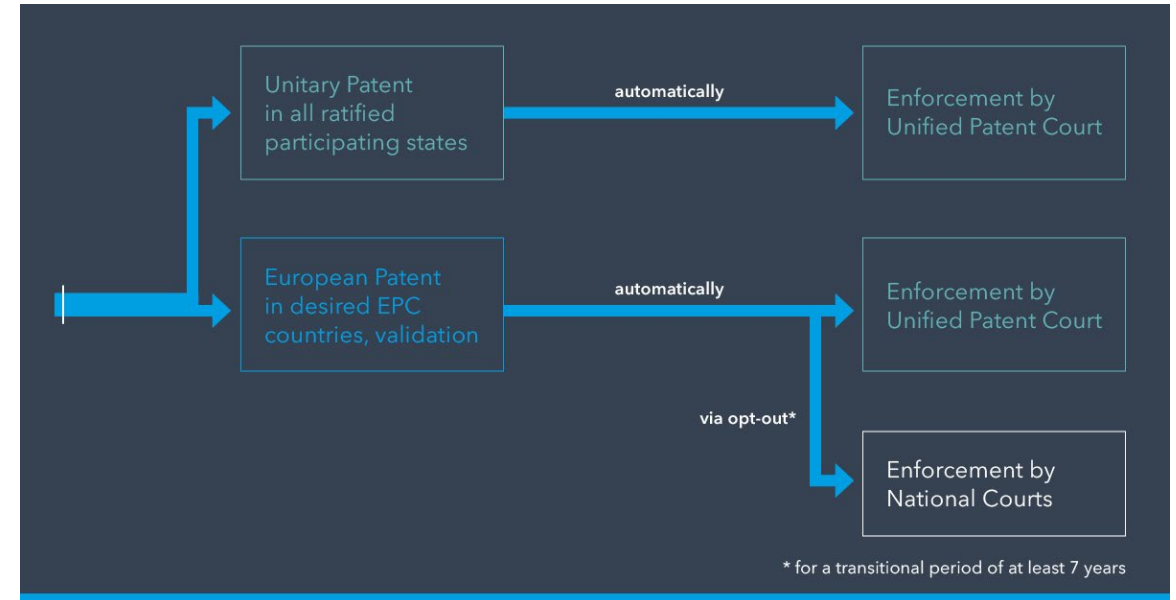 Unitary Patent
in all ratified
participating states
automatically
Enforcement by
Unified Patent Court
European Patent
in desired EPC
countries, validation
automatically
Enforcement by
Unified Patent Court
via opt-out*
Enforcement by
National Courts
* for a transitional period of at least 7 years